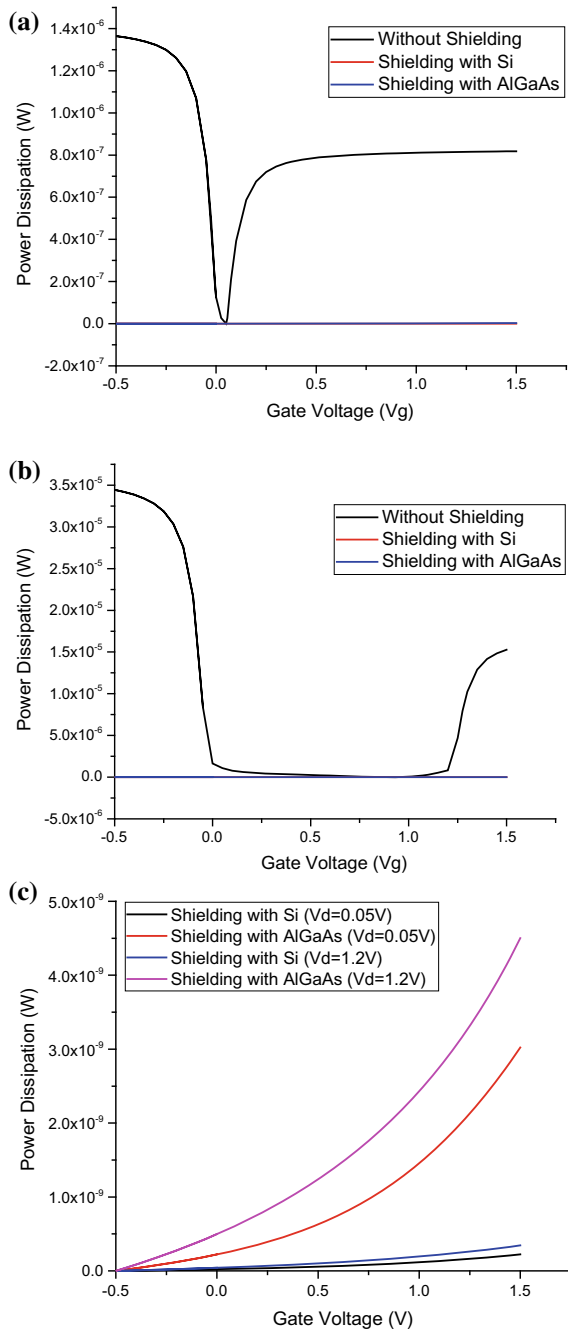 (a)
1.4x10⁻⁶
1.2x10⁻⁶
1.0x10⁻⁶
8.0x10⁻⁷
6.0x10⁻⁷
4.0x10⁻⁷
2.0x10⁻⁷
0.0
-2.0x10⁻⁷
Power Dissipation (W)
Without Shielding
Shielding with Si
Shielding with AlGaAs
-0.5
0.0
0.5
1.0
1.5
Gate Voltage (Vg)
(b)
3.5x10⁻⁵
3.0x10⁻⁵
2.5x10⁻⁵
2.0x10⁻⁵
1.5x10⁻⁵
1.0x10⁻⁵
5.0x10⁻⁶
0.0
-5.0x10⁻⁶
Power Dissipation (W)
Without Shielding
Shielding with Si
Shielding with AlGaAs
-0.5
0.0
0.5
1.0
1.5
Gate Voltage (Vg)
(c)
5.0x10⁻⁹
4.0x10⁻⁹
3.0x10⁻⁹
2.0x10⁻⁹
1.0x10⁻⁹
0.0
Power Dissipation (W)
Shielding with Si (Vd=0.05V)
Shielding with AlGaAs (Vd=0.05V)
Shielding with Si (Vd=1.2V)
Shielding with AlGaAs (Vd=1.2V)
-0.5
0.0
0.5
1.0
1.5
Gate Voltage (V)